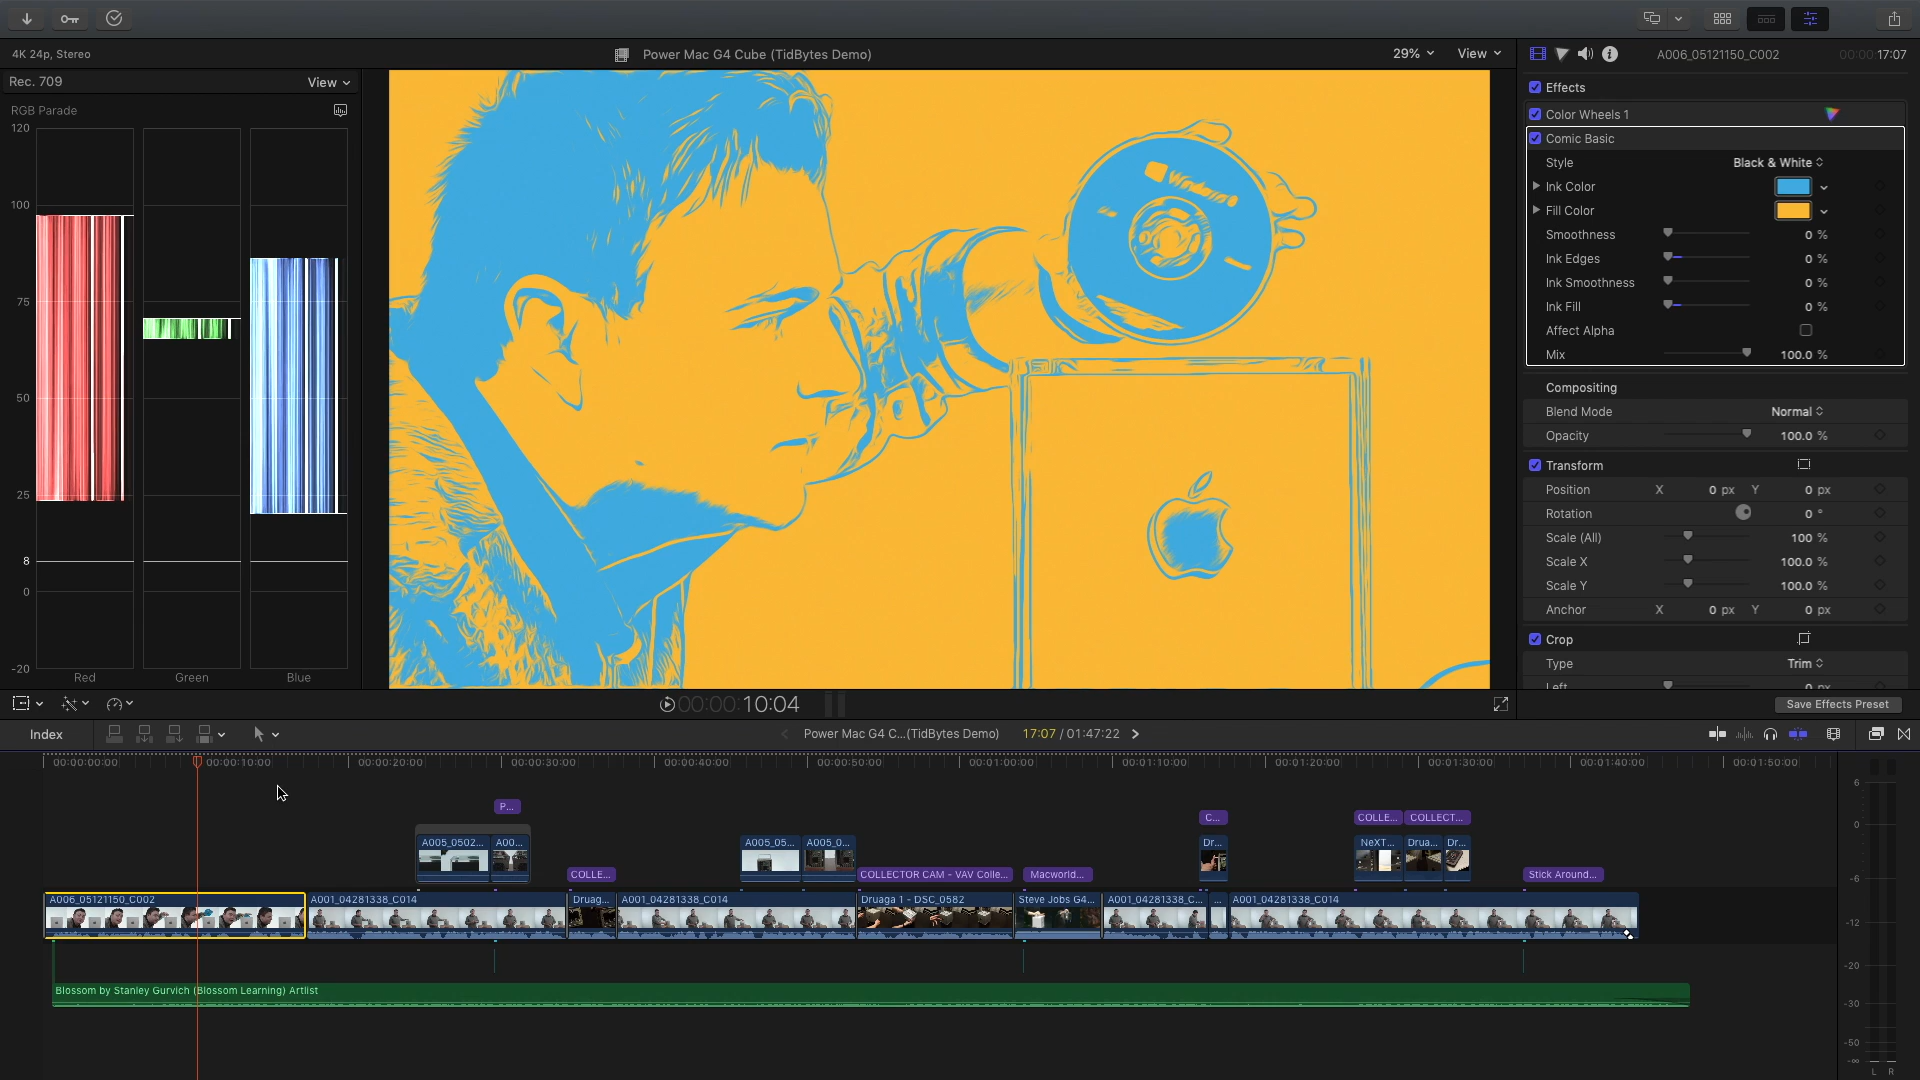 4K 24p, Stereo
Power Mac G4 Cube (TidBytes Demo)
29%
View
A006_05121150_C002
00:00:17:07
Rec. 709
View
RGB Parade
120
100
75
50
25
8
0
-20
Red
Green
Blue
Effects
Color Wheels 1
Comic Basic
Style
Black & White
Ink Color
Fill Color
Smoothness
0 %
Ink Edges
0 %
Ink Smoothness
0 %
Ink Fill
0 %
Affect Alpha
Mix
100.0 %
Compositing
Blend Mode
Normal
Opacity
100.0 %
Transform
Position
X
0 px
Y
0 px
Rotation
0 °
Scale (All)
100 %
Scale X
100.0 %
Scale Y
100.0 %
Anchor
X
0 px
Y
0 px
Crop
Type
Trim
Left
0 px
Save Effects Preset
00:00:10:04
Index
Power Mac G4 C...(TidBytes Demo)
17:07 / 01:47:22
00:00:00:00
00:00:10:00
00:00:20:00
00:00:30:00
00:00:40:00
00:00:50:00
00:01:00:00
00:01:10:00
00:01:20:00
00:01:30:00
00:01:40:00
00:01:50:00
P...
C...
COLLE...
COLLECT...
A005_0502...
A00...
A005_05...
A005_0...
Dr...
NeXT...
Drua...
Dr...
COLLE...
COLLECTOR CAM - VAV Colle...
Macworld...
Stick Around...
A006_05121150_C002
A001_04281338_C014
Druag...
A001_04281338_C014
Druaga 1 - DSC_0582
Steve Jobs G4...
A001_04281338_C...
...
A001_04281338_C014
Blossom by Stanley Gurvich (Blossom Learning) Artlist
6
0
-6
-12
-20
-30
-50
-∞
L
R